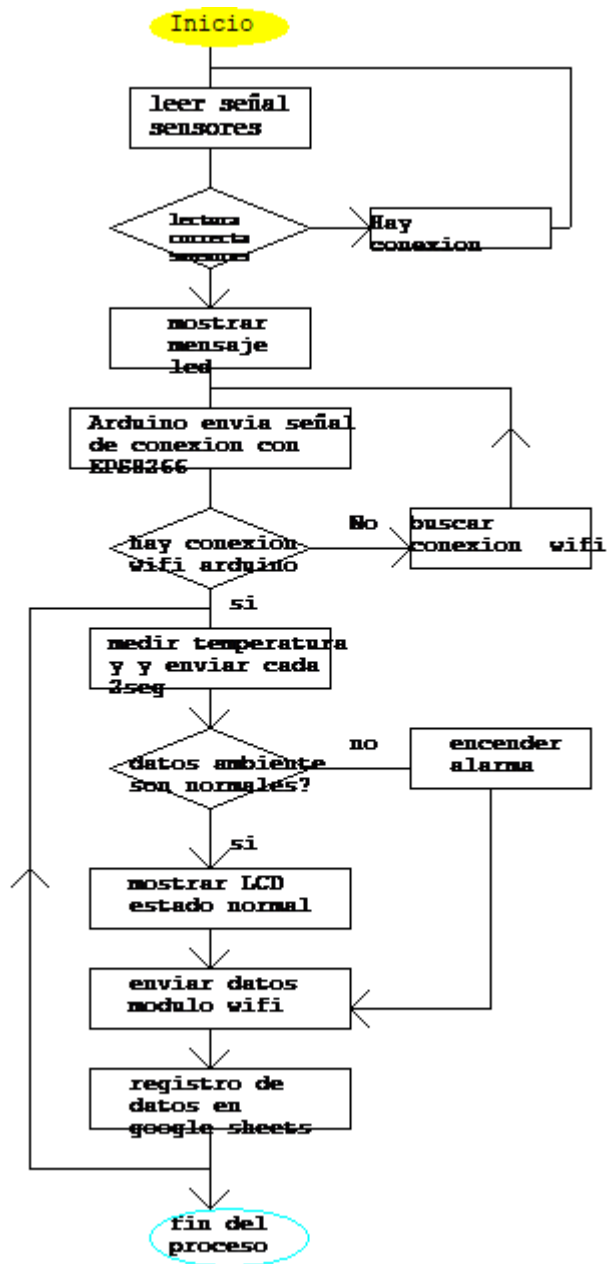 Inicio
leer señal
sensores
lectura
correcta
Hay
conexion
mostrar
mensaje
lcd
Arduino envia señal
de conexion con
EPS8266
hay conexion
wifi arduino
No
buscar
conexion wifi
si
medir temperatura
y y enviar cada
2seg
datos ambiente
son normales?
no
encender
alarma
si
mostrar LCD
estado normal
enviar datos
modulo wifi
registro de
datos en
google sheets
fin del
proceso